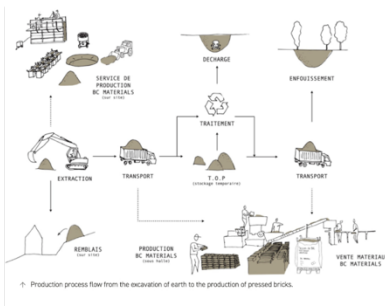 DECHARGE
ENFOUISSEMENT
SERVICE DE
PRODUCTION
BC MATERIALS
(sur site)
TRAITEMENT
EXTRACTION
TRANSPORT
T.O.P
(stockage temporaire)
TRANSPORT
REMBLAIS
(sur site)
PRODUCTION
BC MATERIALS
VENTE MATERIAU
BC MATERIALS
↑ Production process flow from the excavation of earth to the production of pressed bricks.